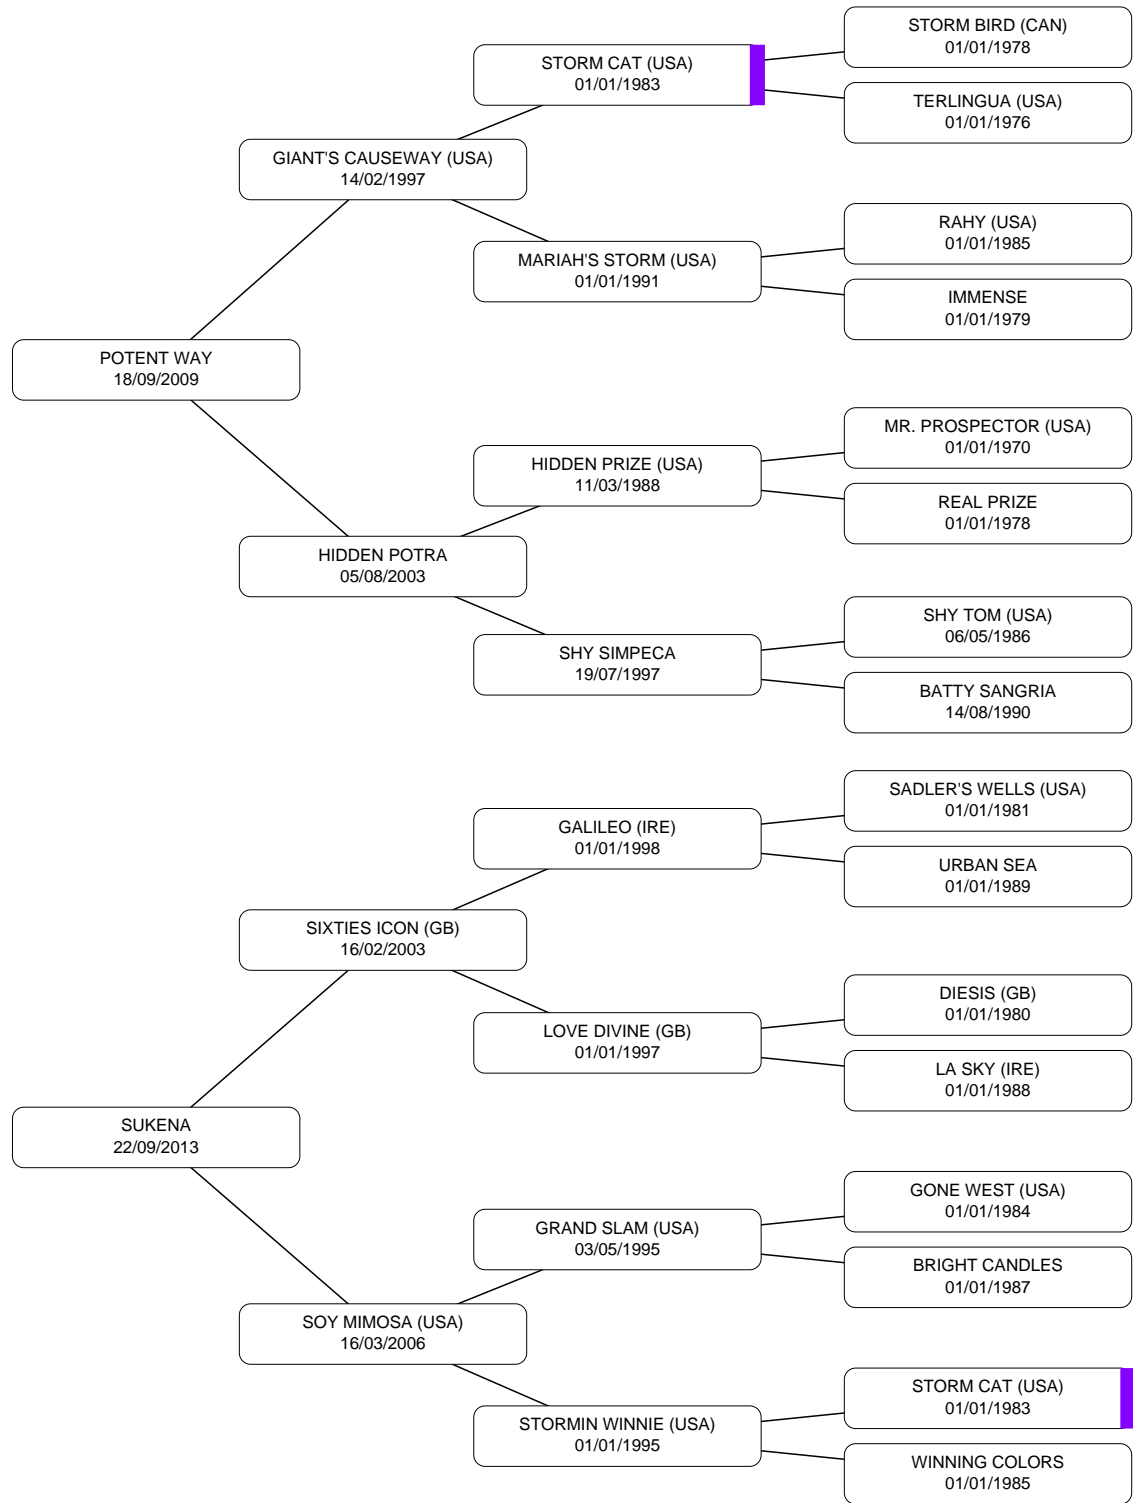 STORM BIRD (CAN)
01/01/1978
STORM CAT (USA)
01/01/1983
TERLINGUA (USA)
01/01/1976
GIANT'S CAUSEWAY (USA)
14/02/1997
RAHY (USA)
01/01/1985
MARIAH'S STORM (USA)
01/01/1991
IMMENSE
01/01/1979
POTENT WAY
18/09/2009
MR. PROSPECTOR (USA)
01/01/1970
HIDDEN PRIZE (USA)
11/03/1988
REAL PRIZE
01/01/1978
HIDDEN POTRA
05/08/2003
SHY TOM (USA)
06/05/1986
SHY SIMPECA
19/07/1997
BATTY SANGRIA
14/08/1990
SADLER'S WELLS (USA)
01/01/1981
GALILEO (IRE)
01/01/1998
URBAN SEA
01/01/1989
SIXTIES ICON (GB)
16/02/2003
DIESIS (GB)
01/01/1980
LOVE DIVINE (GB)
01/01/1997
LA SKY (IRE)
01/01/1988
SUKENA
22/09/2013
GONE WEST (USA)
01/01/1984
GRAND SLAM (USA)
03/05/1995
BRIGHT CANDLES
01/01/1987
SOY MIMOSA (USA)
16/03/2006
STORM CAT (USA)
01/01/1983
STORMIN WINNIE (USA)
01/01/1995
WINNING COLORS
01/01/1985